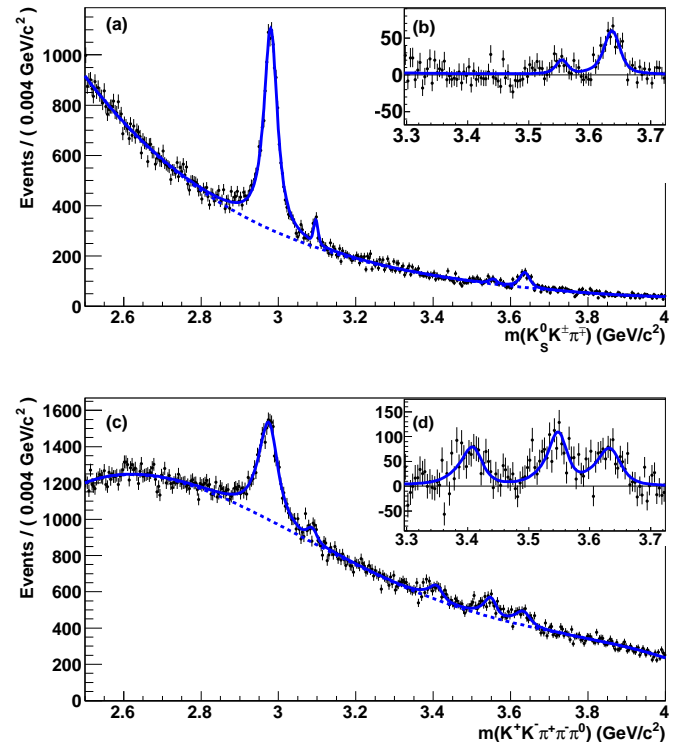 Events / ( 0.004 GeV/c² )
(a)
(b)
1000
800
600
400
200
0
50
0
-50
3.3 3.4 3.5 3.6 3.7
2.6 2.8 3 3.2 3.4 3.6 3.8 4
m(K⁰_S K^±π^∓) (GeV/c²)
Events / ( 0.004 GeV/c² )
(c)
(d)
1600
1400
1200
1000
800
600
400
200
0
150
100
50
0
-50
3.3 3.4 3.5 3.6 3.7
2.6 2.8 3 3.2 3.4 3.6 3.8 4
m(K⁺K⁻π⁺π⁻π⁰) (GeV/c²)